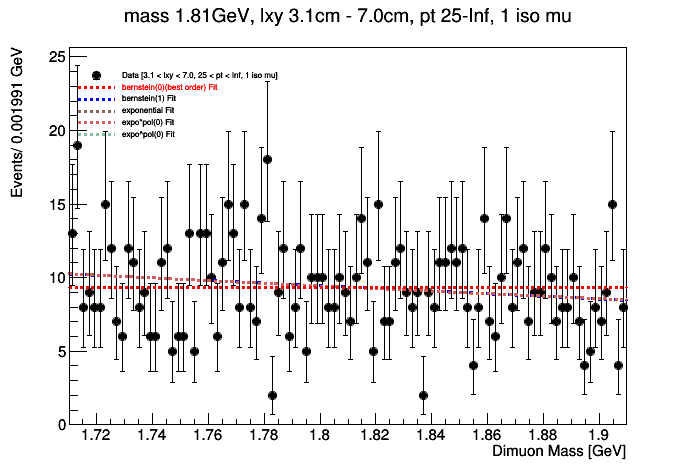 mass 1.81GeV, lxy 3.1cm - 7.0cm, pt 25-Inf, 1 iso mu
Events/ 0.001991 GeV
25
20
15
10
5
0
Data [3.1 < lxy < 7.0, 25 < pt < Inf, 1 iso mu]
bernstein(0)(best order) Fit
bernstein(1) Fit
exponential Fit
expo*pol(0) Fit
expo^pol(0) Fit
1.72 1.74 1.76 1.78 1.8 1.82 1.84 1.86 1.88 1.9
Dimuon Mass [GeV]